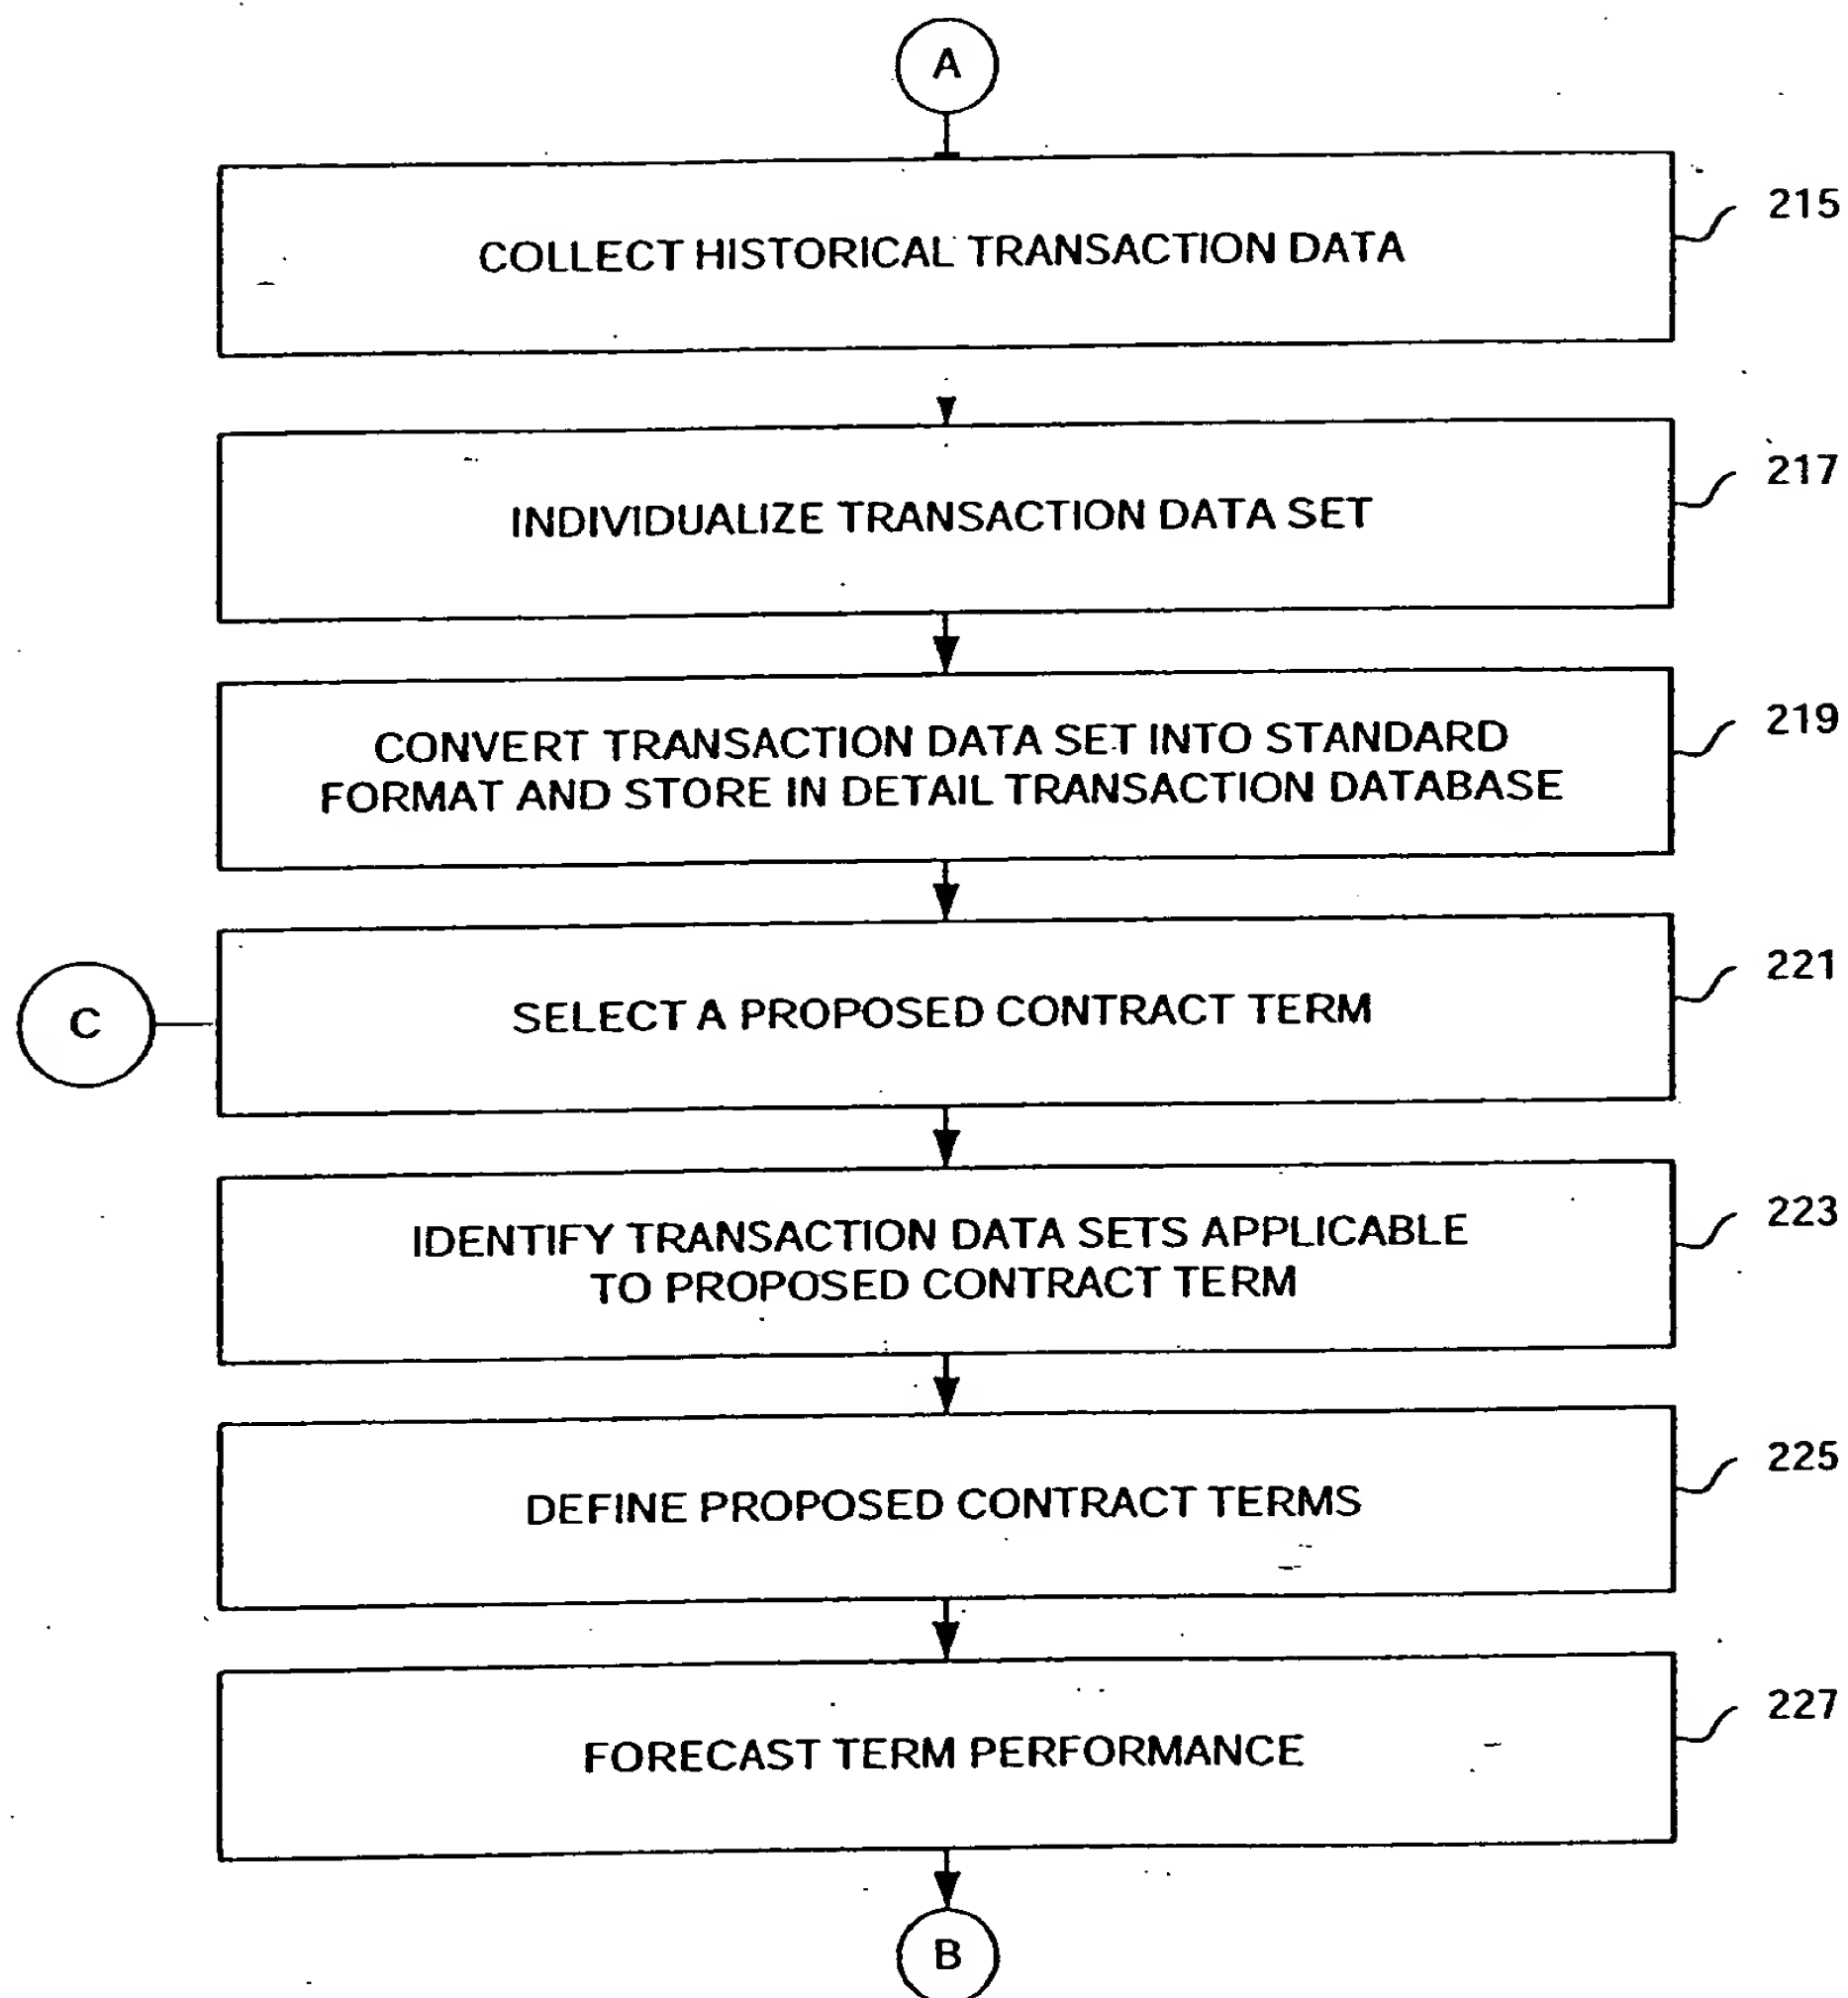 A
COLLECT HISTORICAL TRANSACTION DATA
215
INDIVIDUALIZE TRANSACTION DATA SET
217
CONVERT TRANSACTION DATA SET INTO STANDARD
FORMAT AND STORE IN DETAIL TRANSACTION DATABASE
219
C
SELECT A PROPOSED CONTRACT TERM
221
IDENTIFY TRANSACTION DATA SETS APPLICABLE
TO PROPOSED CONTRACT TERM
223
DEFINE PROPOSED CONTRACT TERMS
225
FORECAST TERM PERFORMANCE
227
B